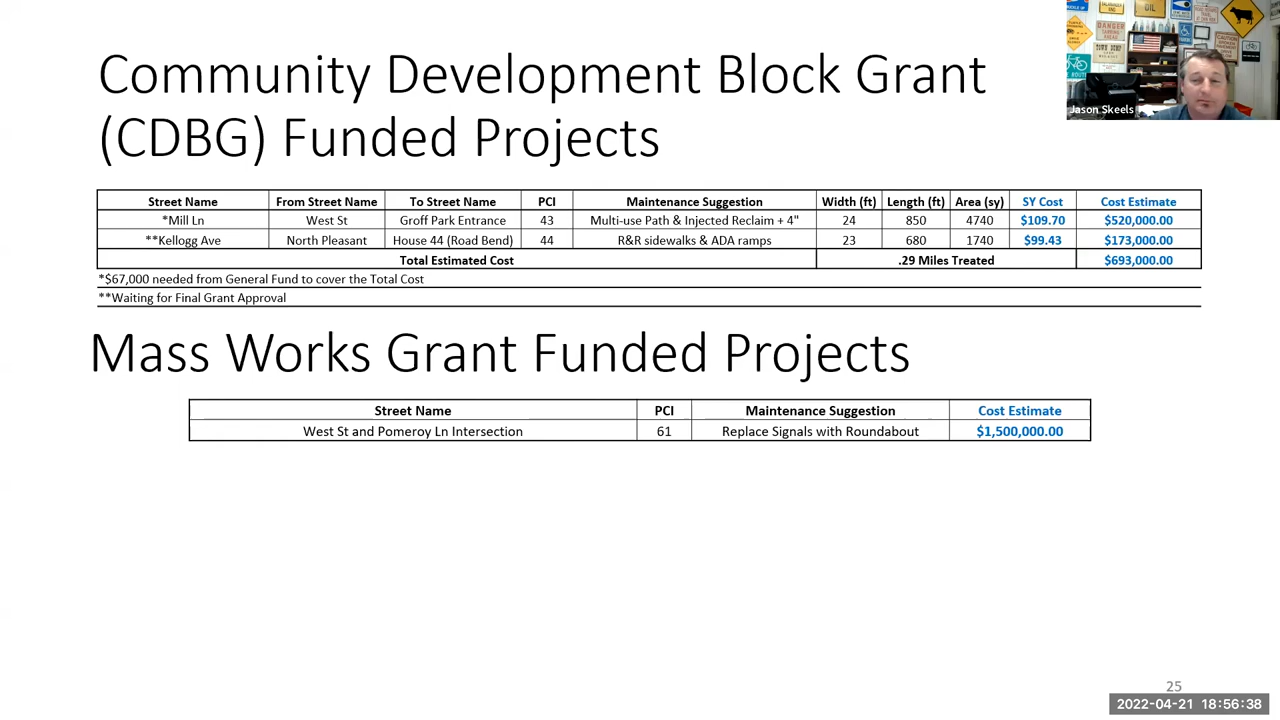 Community Development Block Grant
(CDBG) Funded Projects
Street Name From Street Name To Street Name PCI Maintenance Suggestion Width (ft) Length (ft) Area (sy) SY Cost Cost Estimate
*Mill Ln West St Groff Park Entrance 43 Multi-use Path & Injected Reclaim + 4" 24 850 4740 $109.70 $520,000.00
**Kellogg Ave North Pleasant House 44 (Road Bend) 44 R&R sidewalks & ADA ramps 23 680 1740 $99.43 $173,000.00
Total Estimated Cost .29 Miles Treated $693,000.00
*$67,000 needed from General Fund to cover the Total Cost
**Waiting for Final Grant Approval
Mass Works Grant Funded Projects
Street Name PCI Maintenance Suggestion Cost Estimate
West St and Pomeroy Ln Intersection 61 Replace Signals with Roundabout $1,500,000.00
25
2022-04-21 18:56:38
OIL
DANGER
TOWN DUMP
CAUTION
Jason Skeels